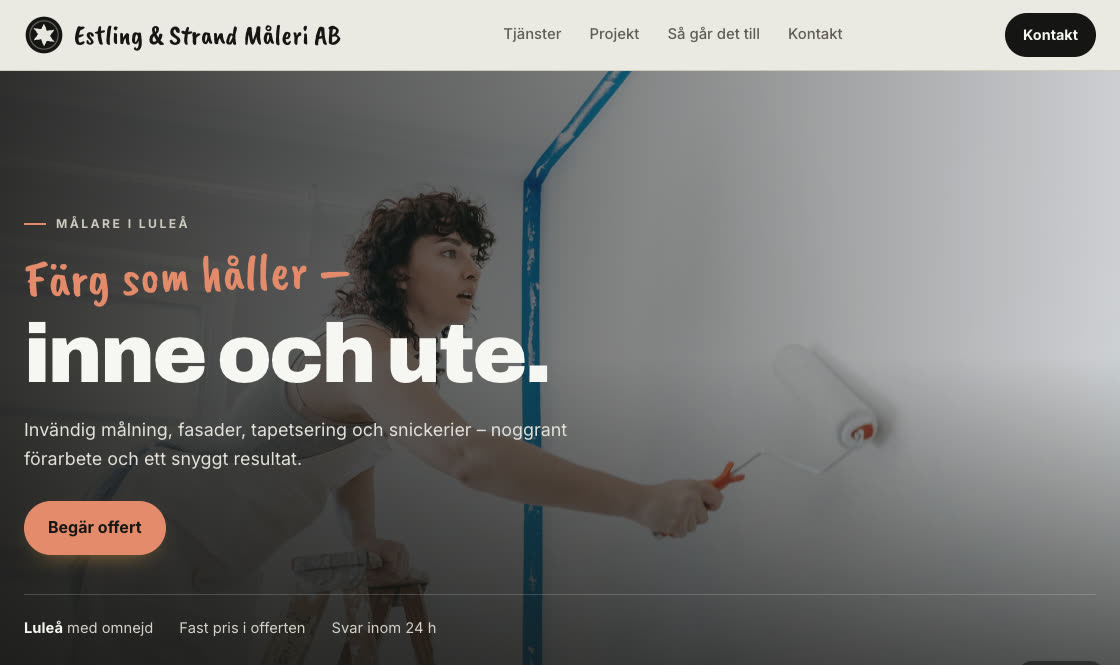 Estling & Strand Måleri AB
Tjänster Projekt Så går det till Kontakt
Kontakt
MÅLARE I LULEÅ
Färg som håller –
inne och ute.
Invändig målning, fasader, tapetsering och snickerier – noggrant
förarbete och ett snyggt resultat.
Begär offert
Luleå med omnejd Fast pris i offerten Svar inom 24 h